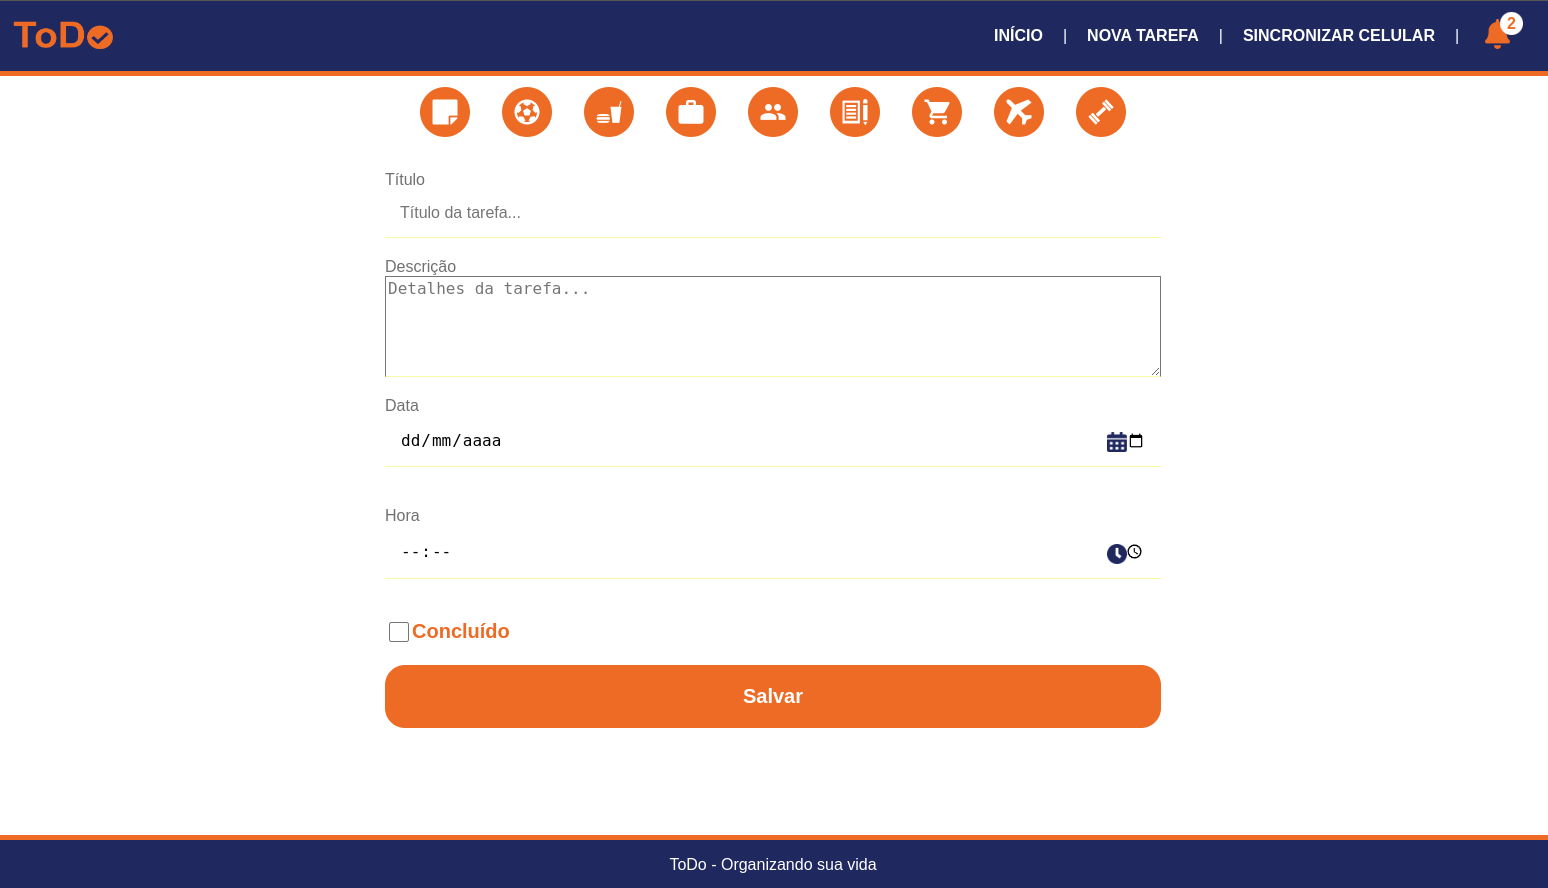 ToDo
INÍCIO | NOVA TAREFA | SINCRONIZAR CELULAR | 2
Título
Título da tarefa...
Descrição
Detalhes da tarefa...
Data
dd/mm/aaaa
Hora
--:--
Concluído
Salvar
ToDo - Organizando sua vida